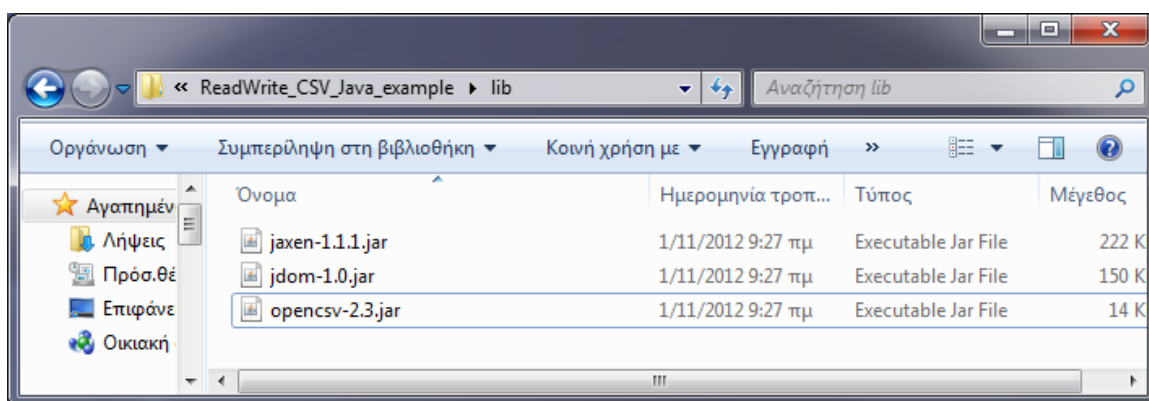 « ReadWrite_CSV_Java_example ▸ lib Αναζήτηση lib
Οργάνωση Συμπερίληψη στη βιβλιοθήκη Κοινή χρήση με Εγγραφή »
Αγαπημέν Όνομα Ημερομηνία τροπ... Τύπος Μέγεθος
Λήψεις jaxen-1.1.1.jar 1/11/2012 9:27 πμ Executable Jar File 222 K
Πρόσ.θέ jdom-1.0.jar 1/11/2012 9:27 πμ Executable Jar File 150 K
Επιφάνε opencsv-2.3.jar 1/11/2012 9:27 πμ Executable Jar File 14 K
Οικιακή